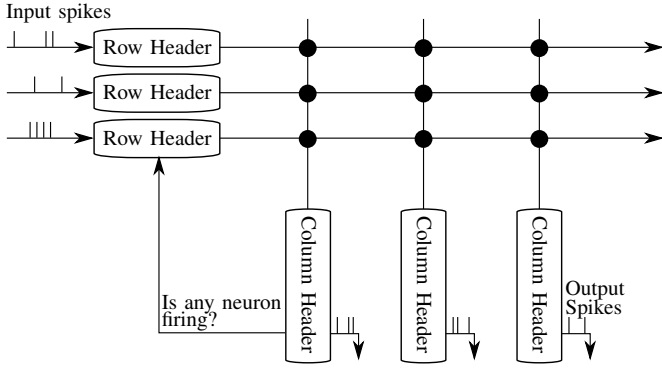 Input spikes
Row Header
Row Header
Row Header
Column Header
Column Header
Column Header
Is any neuron
firing?
Output
Spikes